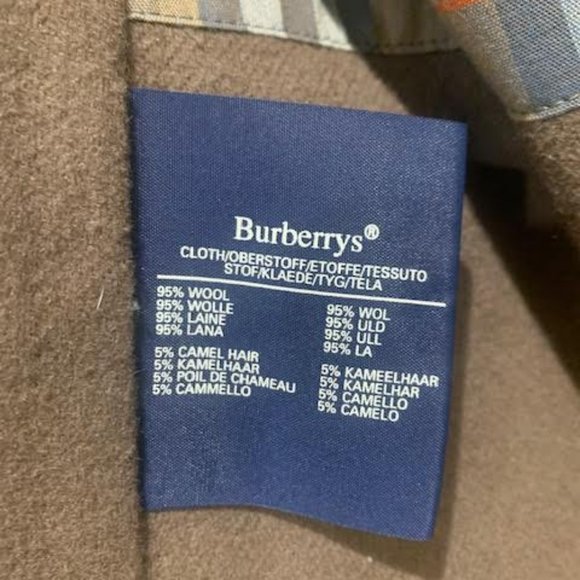 Burberrys®
CLOTH/OBERSTOFF/ETOFFE/TESSUTO
STOF/KLAEDE/TYG/TELA
95% WOOL
95% WOLLE
95% LAINE
95% LANA
5% CAMEL HAIR
5% KAMELHAAR
5% POIL DE CHAMEAU
5% CAMMELLO
95% WOL
95% ULD
95% ULL
95% LA
5% KAMEELHAAR
5% KAMELHAR
5% CAMELLO
5% CAMELO